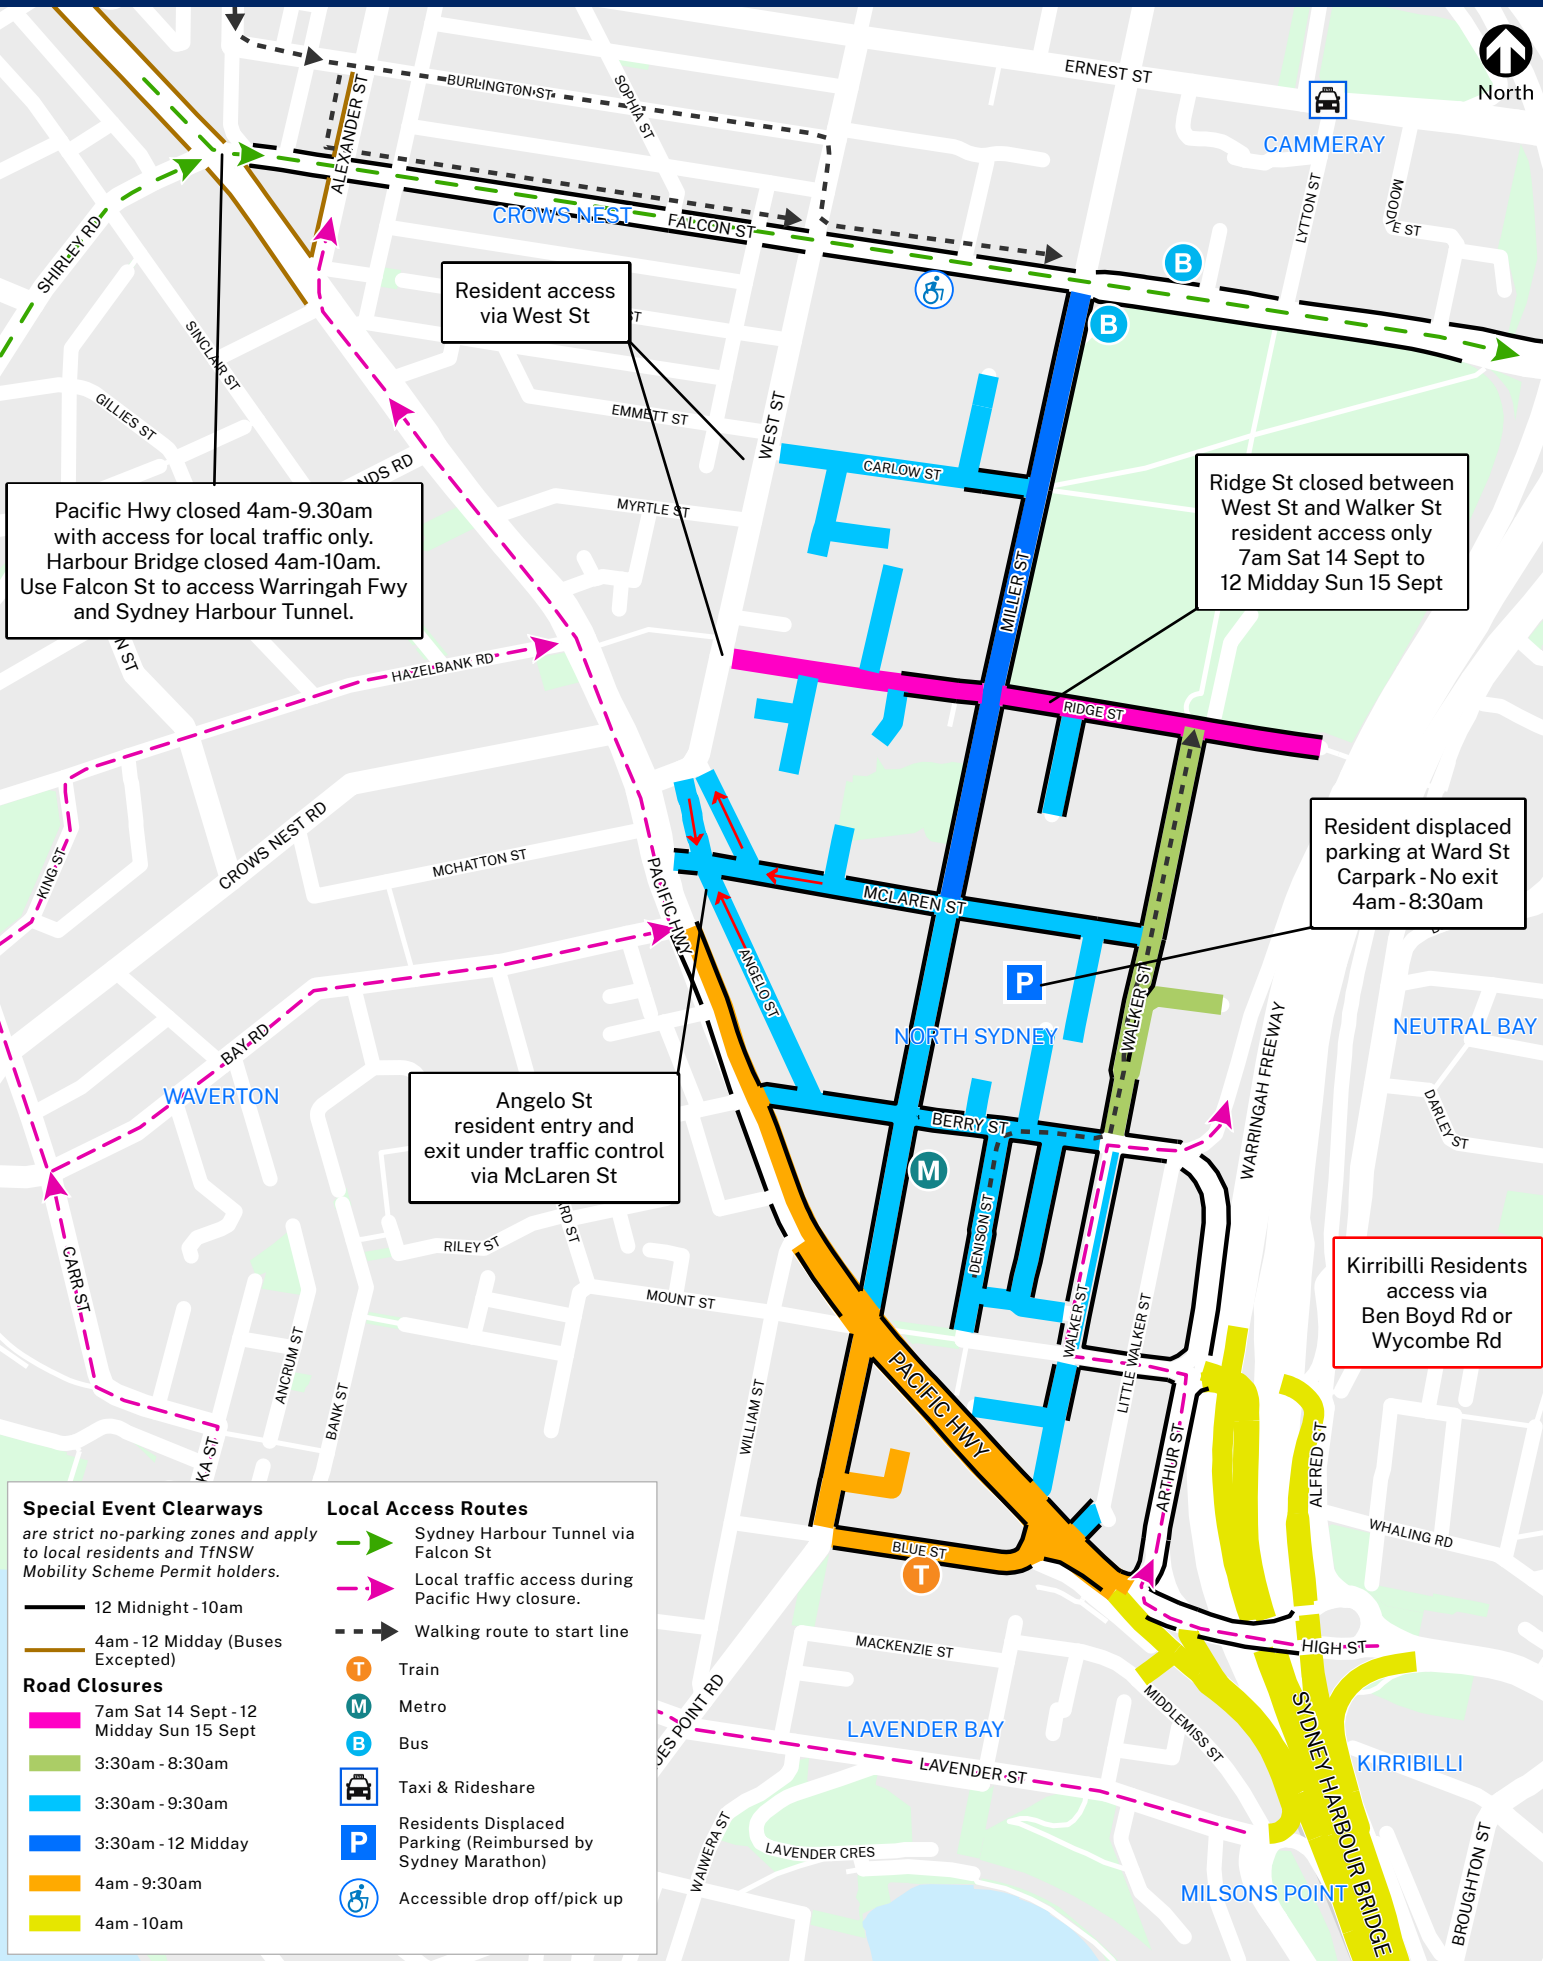 North
ERNEST ST
CAMMERAY
BURLINGTON ST
SOPHIA ST
ALEXANDER ST
LYTTON ST
MOODIE ST
CROWS NEST
FALCON ST
SHIRLEY RD
B
B
Resident access
via West St
ST
SINCLAIR ST
GILLIES ST
EMMETT ST
WEST ST
CARLOW ST
NDS RD
MYRTLE ST
Pacific Hwy closed 4am-9.30am
with access for local traffic only.
Harbour Bridge closed 4am-10am.
Use Falcon St to access Warringah Fwy
and Sydney Harbour Tunnel.
Ridge St closed between
West St and Walker St
resident access only
7am Sat 14 Sept to
12 Midday Sun 15 Sept
MILLER ST
N ST
HAZELBANK RD
RIDGE ST
CROWS NEST RD
KING ST
MCHATTON ST
PACIFIC HWY
MCLAREN ST
Resident displaced
parking at Ward St
Carpark - No exit
4am - 8:30am
ANGELO ST
P
WALKER ST
NORTH SYDNEY
NEUTRAL BAY
BAY RD
WAVERTON
WARRINGAH FREEWAY
DARLEY ST
Angelo St
resident entry and
exit under traffic control
via McLaren St
BERRY ST
M
DENISON ST
RD ST
RILEY ST
CARR ST
MOUNT ST
WALKER ST
LITTLE WALKER ST
Kirribilli Residents
access via
Ben Boyd Rd or
Wycombe Rd
ANCRUM ST
BANK ST
WILLIAM ST
PACIFIC HWY
KA ST
ARTHUR ST
ALFRED ST
WHALING RD
BLUE ST
T
MACKENZIE ST
HIGH ST
MIDDLEMISS ST
UES POINT RD
LAVENDER BAY
LAVENDER ST
SYDNEY HARBOUR BRIDGE
KIRRIBILLI
WAIWERA ST
LAVENDER CRES
MILSONS POINT
BROUGHTON ST
Special Event Clearways
are strict no-parking zones and apply
to local residents and TfNSW
Mobility Scheme Permit holders.
12 Midnight - 10am
4am - 12 Midday (Buses
Excepted)
Road Closures
7am Sat 14 Sept - 12
Midday Sun 15 Sept
3:30am - 8:30am
3:30am - 9:30am
3:30am - 12 Midday
4am - 9:30am
4am - 10am
Local Access Routes
Sydney Harbour Tunnel via
Falcon St
Local traffic access during
Pacific Hwy closure.
Walking route to start line
T
Train
M
Metro
B
Bus
Taxi & Rideshare
P
Residents Displaced
Parking (Reimbursed by
Sydney Marathon)
Accessible drop off/pick up